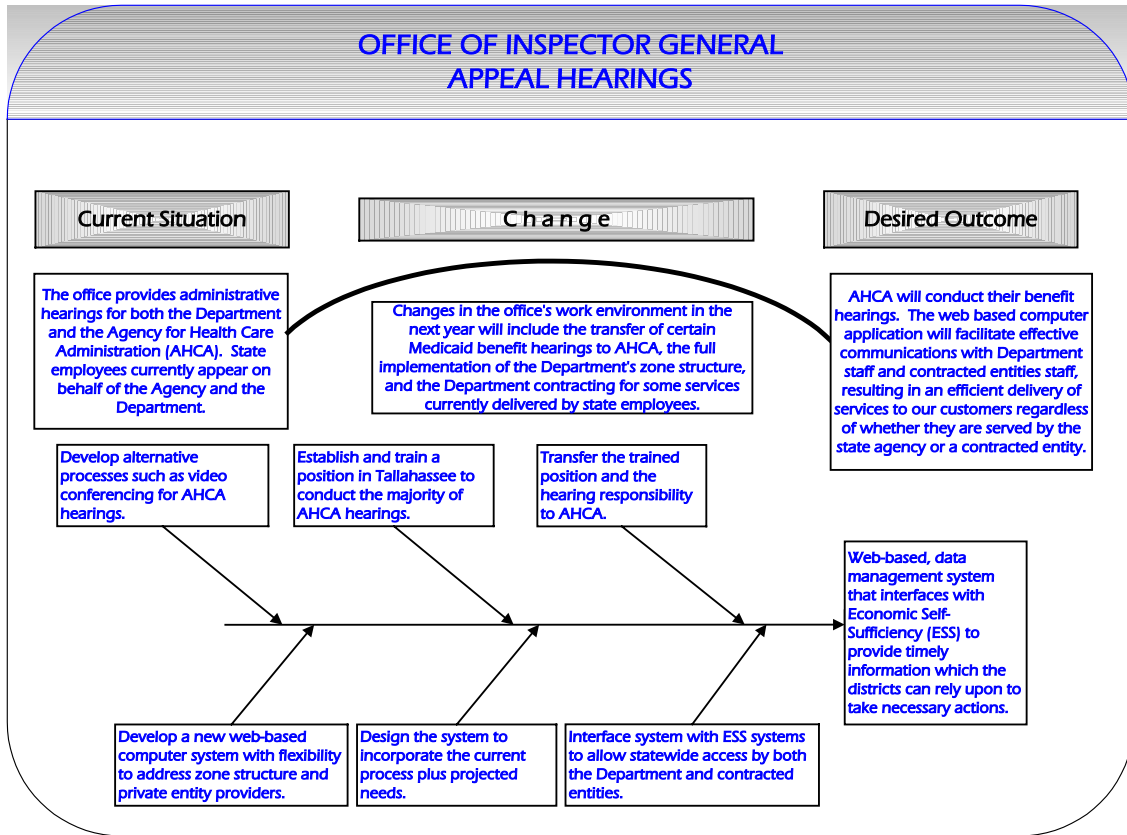 OFFICE OF INSPECTOR GENERAL
APPEAL HEARINGS
Current Situation
C h a n g e
Desired Outcome
The office provides administrative
hearings for both the Department
and the Agency for Health Care
Administration (AHCA).  State
employees currently appear on
behalf of the Agency and the
Department.
Changes in the office's work environment in the
next year will include the transfer of certain
Medicaid benefit hearings to AHCA, the full
implementation of the Department's zone structure,
and the Department contracting for some services
currently delivered by state employees.
AHCA will conduct their benefit
hearings.  The web based computer
application will facilitate effective
communications with Department
staff and contracted entities staff,
resulting in an efficient delivery of
services to our customers regardless
of whether they are served by the
state agency or a contracted entity.
Develop alternative
processes such as video
conferencing for AHCA
hearings.
Establish and train a
position in Tallahassee to
conduct the majority of
AHCA hearings.
Transfer the trained
position and the
hearing responsibility
to AHCA.
Web-based, data
management system
that interfaces with
Economic Self-
Sufficiency (ESS) to
provide timely
information which the
districts can rely upon to
take necessary actions.
Develop a new web-based
computer system with flexibility
to address zone structure and
private entity providers.
Design the system to
incorporate the current
process plus projected
needs.
Interface system with ESS systems
to allow statewide access by both
the Department and contracted
entities.